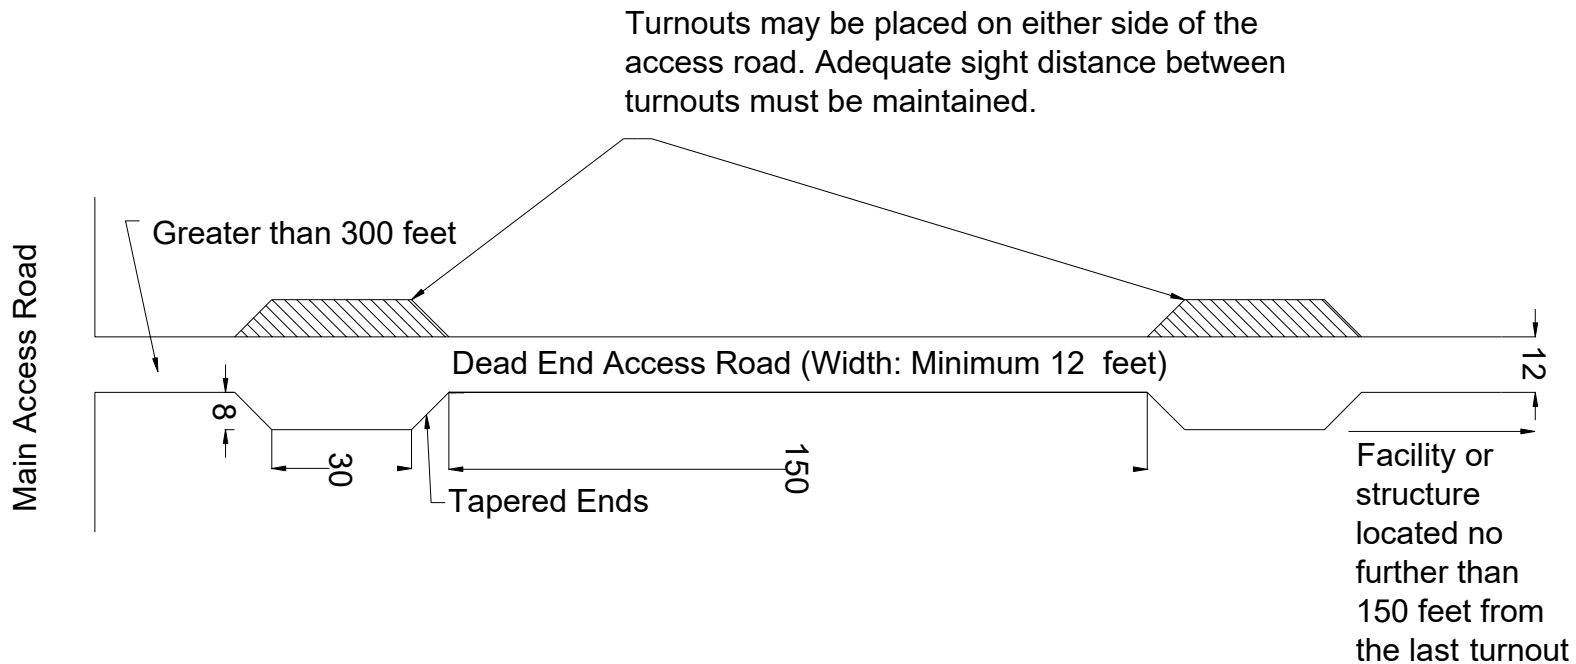 Turnouts may be placed on either side of the
access road. Adequate sight distance between
turnouts must be maintained.
Greater than 300 feet
Main Access Road
Dead End Access Road (Width: Minimum 12 feet)
12
8
30
150
Tapered Ends
Facility or
structure
located no
further than
150 feet from
the last turnout